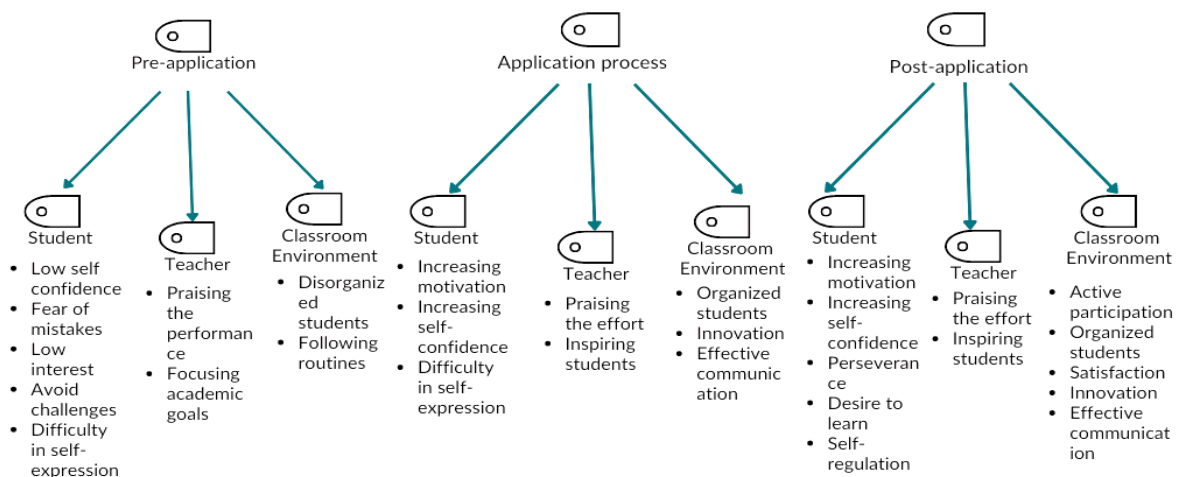 Pre-application
Student
• Low self
confidence
• Fear of
mistakes
• Low
interest
• Avoid
challenges
• Difficulty
in self-
expression
Teacher
• Praising
the
performan
ce
• Focusing
academic
goals
Classroom
Environment
• Disorganiz
ed
students
• Following
routines
Application process
Student
• Increasing
motivation
• Increasing
self-
confidence
• Difficulty
in self-
expression
Teacher
• Praising
the effort
• Inspiring
students
Classroom
Environment
• Organized
students
• Innovation
• Effective
communic
ation
Post-application
Student
• Increasing
motivation
• Increasing
self-
confidence
• Perseveran
ce
• Desire to
learn
• Self-
regulation
Teacher
• Praising
the effort
• Inspiring
students
Classroom
Environment
• Active
participation
• Organized
students
• Satisfaction
• Innovation
• Effective
communicat
ion